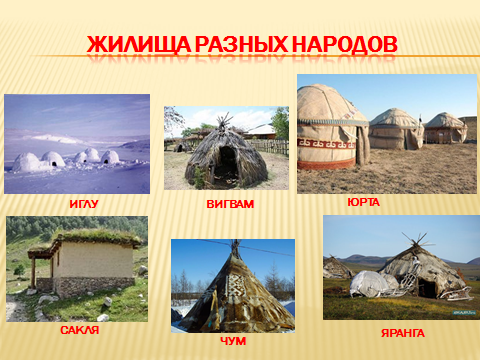 ЖИЛИЩА РАЗНЫХ НАРОДОВ
ИГЛУ
ВИГВАМ
ЮРТА
САКЛЯ
ЧУМ
ЯРАНГА